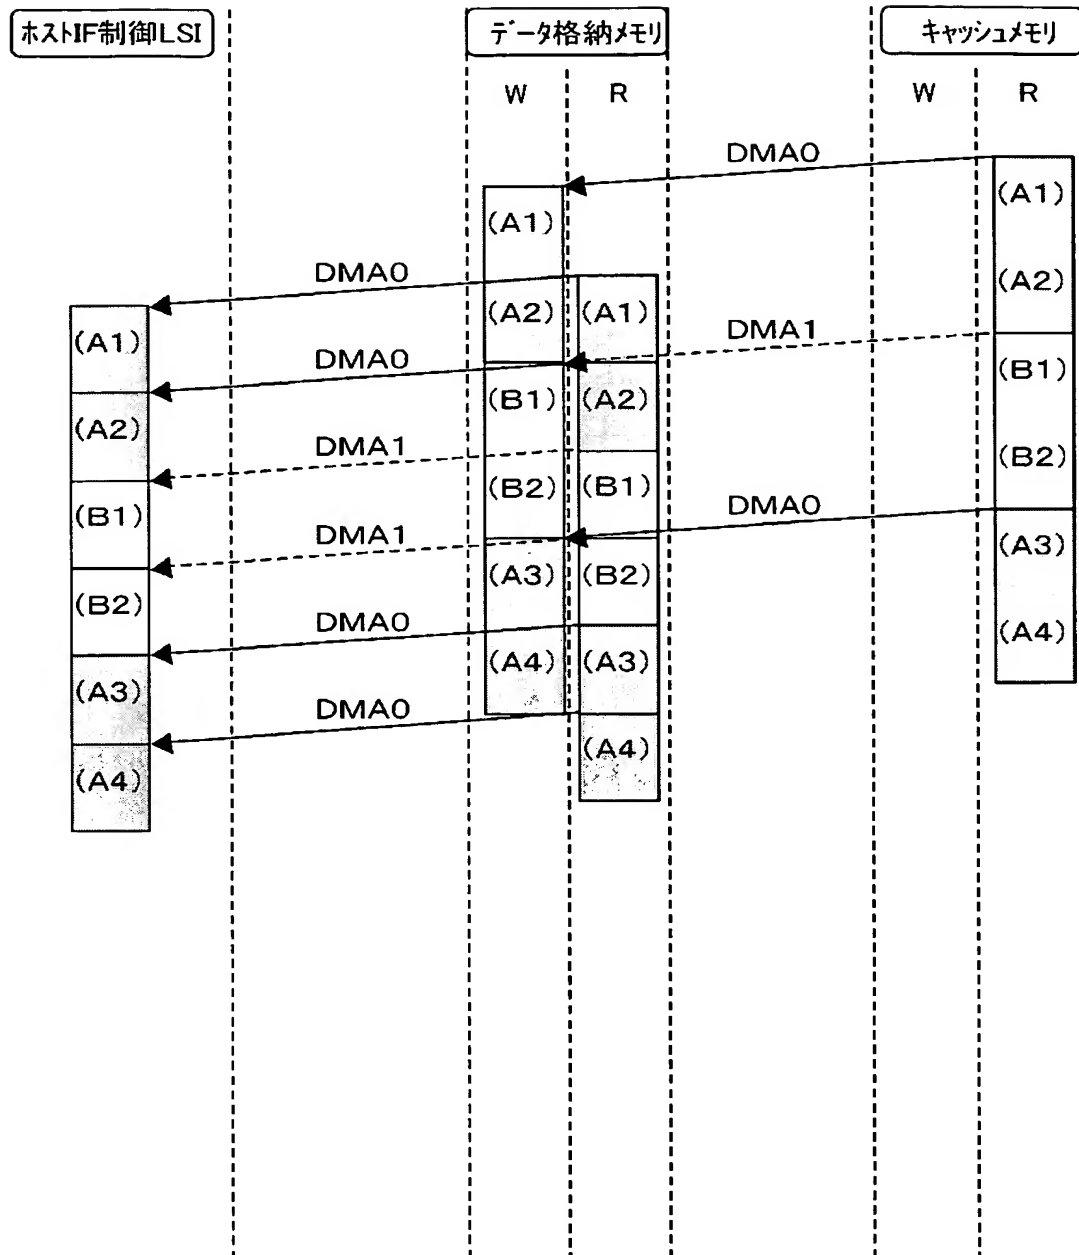 ホストIF制御LSI
データ格納メモリ
キャッシュメモリ
W
R
W
R
DMA0
(A1)
(A1)
DMA0
(A2)
(A2)
(A1)
(A1)
DMA0
DMA1
(B1)
(B1)
(A2)
(A2)
DMA1
(B2)
(B2)
(B1)
(B1)
DMA0
DMA1
(A3)
(A3)
(B2)
(B2)
DMA0
(A4)
(A4)
(A3)
(A3)
DMA0
(A4)
(A4)